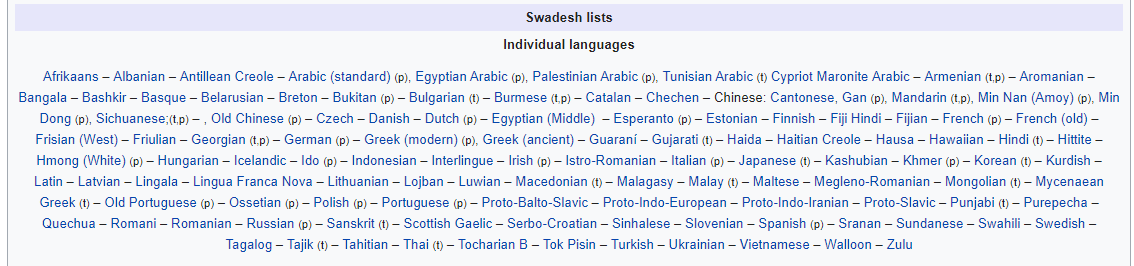 Swadesh lists
Individual languages
Afrikaans – Albanian – Antillean Creole – Arabic (standard) (p), Egyptian Arabic (p), Palestinian Arabic (p), Tunisian Arabic (t) Cypriot Maronite Arabic – Armenian (t,p) – Aromanian –
Bangala – Bashkir – Basque – Belarusian – Breton – Bukitan (p) – Bulgarian (t) – Burmese (t,p) – Catalan – Chechen – Chinese: Cantonese, Gan (p), Mandarin (t,p), Min Nan (Amoy) (p), Min
Dong (p), Sichuanese;(t,p) – , Old Chinese (p) – Czech – Danish – Dutch (p) – Egyptian (Middle) – Esperanto (p) – Estonian – Finnish – Fiji Hindi – Fijian – French (p) – French (old) –
Frisian (West) – Friulian – Georgian (t,p) – German (p) – Greek (modern) (p), Greek (ancient) – Guaraní – Gujarati (t) – Haida – Haitian Creole – Hausa – Hawaiian – Hindi (t) – Hittite –
Hmong (White) (p) – Hungarian – Icelandic – Ido (p) – Indonesian – Interlingue – Irish (p) – Istro-Romanian – Italian (p) – Japanese (t) – Kashubian – Khmer (p) – Korean (t) – Kurdish –
Latin – Latvian – Lingala – Lingua Franca Nova – Lithuanian – Lojban – Luwian – Macedonian (t) – Malagasy – Malay (t) – Maltese – Megleno-Romanian – Mongolian (t) – Mycenaean
Greek (t) – Old Portuguese (p) – Ossetian (p) – Polish (p) – Portuguese (p) – Proto-Balto-Slavic – Proto-Indo-European – Proto-Indo-Iranian – Proto-Slavic – Punjabi (t) – Purepecha –
Quechua – Romani – Romanian – Russian (p) – Sanskrit (t) – Scottish Gaelic – Serbo-Croatian – Sinhalese – Slovenian – Spanish (p) – Sranan – Sundanese – Swahili – Swedish –
Tagalog – Tajik (t) – Tahitian – Thai (t) – Tocharian B – Tok Pisin – Turkish – Ukrainian – Vietnamese – Walloon – Zulu